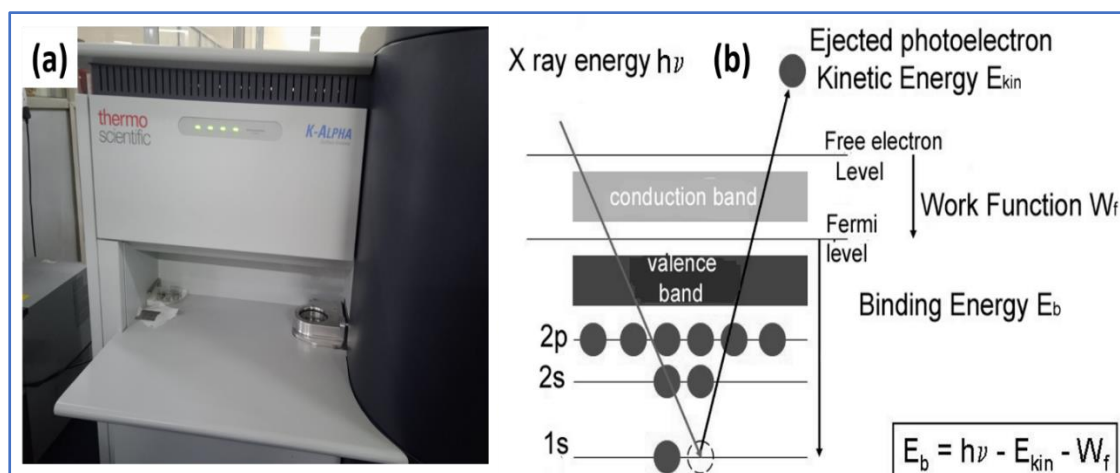 (a)
thermo
scientific
K-ALPHA
X ray energy hν
(b)
Ejected photoelectron
Kinetic Energy Ekin
Free electron
Level
conduction band
Work Function Wf
Fermi
level
valence
band
Binding Energy Eb
2p
2s
1s
Eb = hν - Ekin - Wf